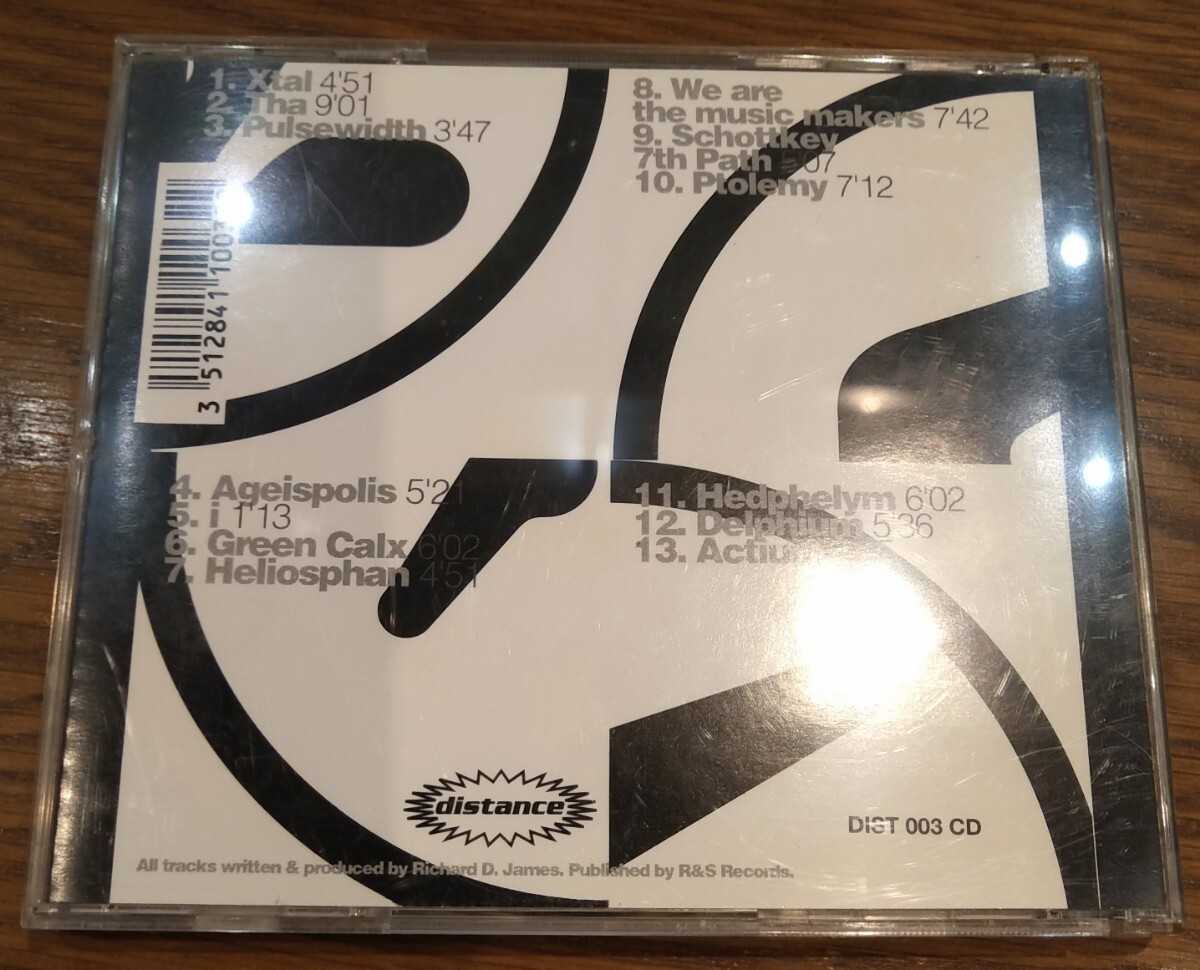 1. Xtal 4'51
2. Tha 9'01
3. Pulsewidth 3'47
8. We are
the music makers 7'42
9. Schottkey
7th Path 07
10. Ptolemy 7'12
3 512841 100
4. Ageispolis 5'21
5. i 1'13
6. Green Calx 6'02
7. Heliosphan 4'51
11. Hedphelym 6'02
12. Delphium 5'36
13.
distance
DIST 003 CD
All tracks written & produced by Richard D. James. Published by R&S Records.